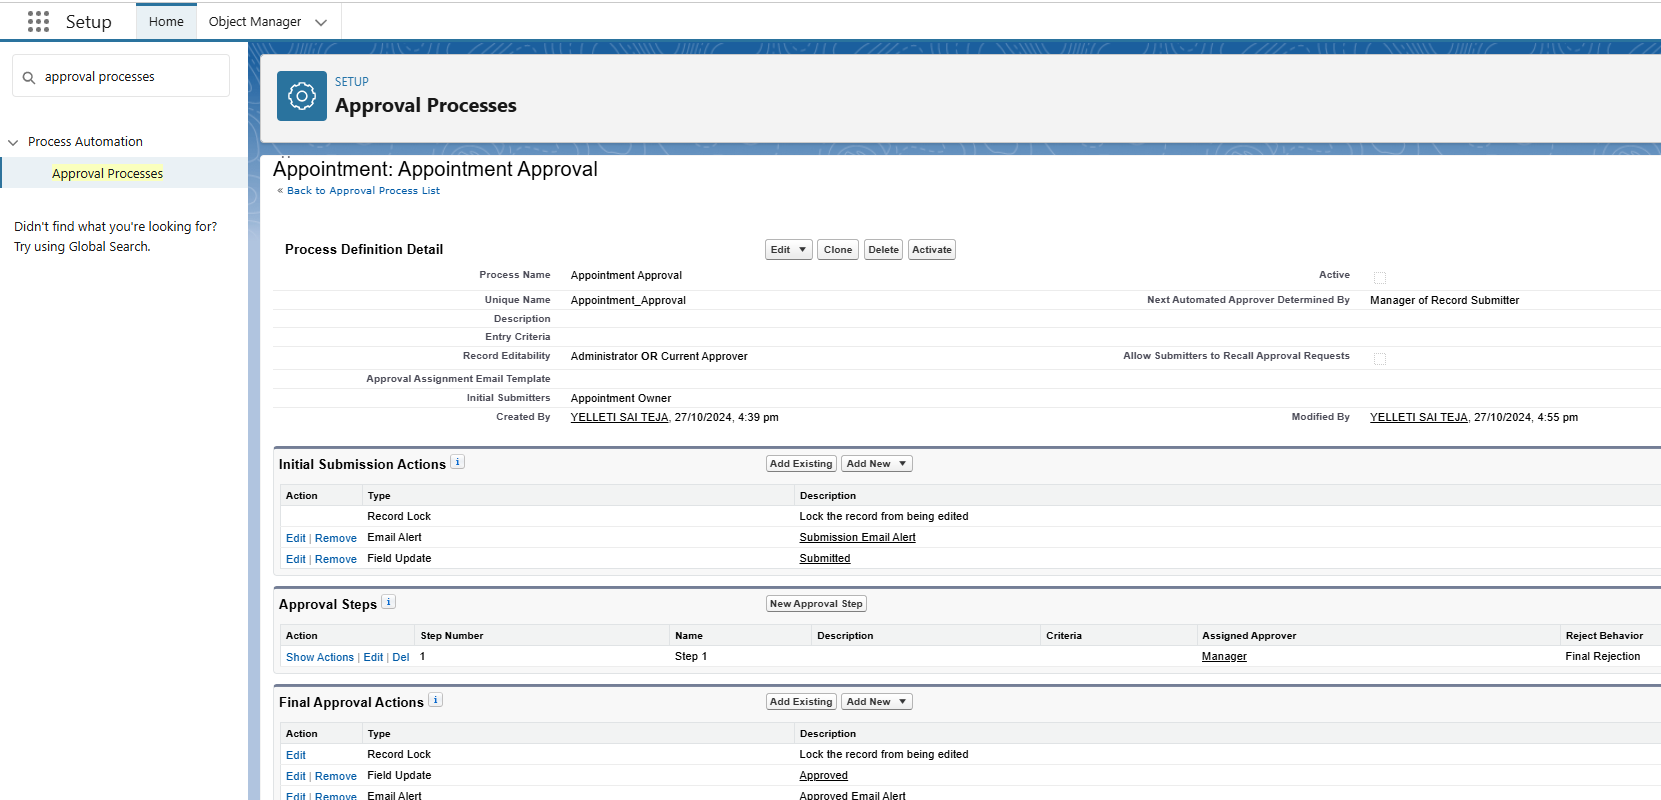 Setup
Home
Object Manager
approval processes
Process Automation
Approval Processes
Didn't find what you're looking for?
Try using Global Search.
SETUP
Approval Processes
Appointment: Appointment Approval
« Back to Approval Process List
Process Definition Detail
Edit Clone Delete Activate
Process Name Appointment Approval Active
Unique Name Appointment_Approval Next Automated Approver Determined By Manager of Record Submitter
Description
Entry Criteria
Record Editability Administrator OR Current Approver Allow Submitters to Recall Approval Requests
Approval Assignment Email Template
Initial Submitters Appointment Owner
Created By YELLETI SAI TEJA, 27/10/2024, 4:39 pm Modified By YELLETI SAI TEJA, 27/10/2024, 4:55 pm
Initial Submission Actions i Add Existing Add New
Action Type Description
Record Lock Lock the record from being edited
Edit | Remove Email Alert Submission Email Alert
Edit | Remove Field Update Submitted
Approval Steps i New Approval Step
Action Step Number Name Description Criteria Assigned Approver Reject Behavior
Show Actions | Edit | Del 1 Step 1 Manager Final Rejection
Final Approval Actions i Add Existing Add New
Action Type Description
Edit Record Lock Lock the record from being edited
Edit | Remove Field Update Approved
Edit | Remove Email Alert Approved Email Alert